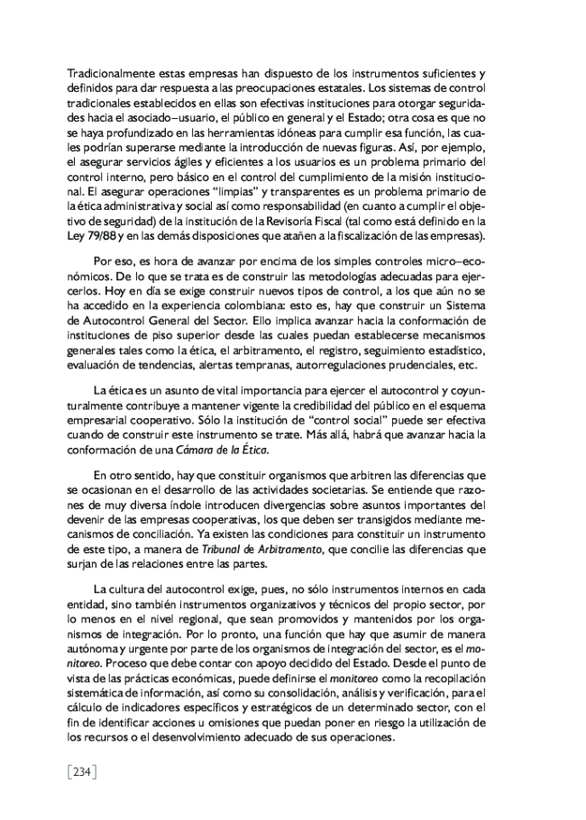 Tradicionalmente estas empresas han dispuesto de los instrumentos suficientes y
definidos para dar respuesta a las preocupaciones estatales. Los sistemas de control
tradicionales establecidos en ellas son efectivas instituciones para otorgar segurida-
des hacia el asociado–usuario, el público en general y el Estado; otra cosa es que no
se haya profundizado en las herramientas idóneas para cumplir esa función, las cua-
les podrían superarse mediante la introducción de nuevas figuras. Así, por ejemplo,
el asegurar servicios ágiles y eficientes a los usuarios es un problema primario del
control interno, pero básico en el control del cumplimiento de la misión institucio-
nal. El asegurar operaciones “limpias” y transparentes es un problema primario de
la ética administrativa y social así como responsabilidad (en cuanto a cumplir el obje-
tivo de seguridad) de la institución de la Revisoría Fiscal (tal como está definido en la
Ley 79/88 y en las demás disposiciones que atañen a la fiscalización de las empresas).
Por eso, es hora de avanzar por encima de los simples controles micro–eco-
nómicos. De lo que se trata es de construir las metodologías adecuadas para ejer-
cerlos. Hoy en día se exige construir nuevos tipos de control, a los que aún no se
ha accedido en la experiencia colombiana: esto es, hay que construir un Sistema
de Autocontrol General del Sector. Ello implica avanzar hacia la conformación de
instituciones de piso superior desde las cuales puedan establecerse mecanismos
generales tales como la ética, el arbitramento, el registro, seguimiento estadístico,
evaluación de tendencias, alertas tempranas, autorregulaciones prudenciales, etc.
La ética es un asunto de vital importancia para ejercer el autocontrol y coyun-
turalmente contribuye a mantener vigente la credibilidad del público en el esquema
empresarial cooperativo. Sólo la institución de “control social” puede ser efectiva
cuando de construir este instrumento se trate. Más allá, habrá que avanzar hacia la
conformación de una Cámara de la Ética.
En otro sentido, hay que constituir organismos que arbitren las diferencias que
se ocasionan en el desarrollo de las actividades societarias. Se entiende que razo-
nes de muy diversa índole introducen divergencias sobre asuntos importantes del
devenir de las empresas cooperativas, los que deben ser transigidos mediante me-
canismos de conciliación. Ya existen las condiciones para constituir un instrumento
de este tipo, a manera de Tribunal de Arbitramento, que concilie las diferencias que
surjan de las relaciones entre las partes.
La cultura del autocontrol exige, pues, no sólo instrumentos internos en cada
entidad, sino también instrumentos organizativos y técnicos del propio sector, por
lo menos en el nivel regional, que sean promovidos y mantenidos por los orga-
nismos de integración. Por lo pronto, una función que hay que asumir de manera
autónoma y urgente por parte de los organismos de integración del sector, es el mo-
nitoreo. Proceso que debe contar con apoyo decidido del Estado. Desde el punto de
vista de las prácticas económicas, puede definirse el monitoreo como la recopilación
sistemática de información, así como su consolidación, análisis y verificación, para el
cálculo de indicadores específicos y estratégicos de un determinado sector, con el
fin de identificar acciones u omisiones que puedan poner en riesgo la utilización de
los recursos o el desenvolvimiento adecuado de sus operaciones.
[234]